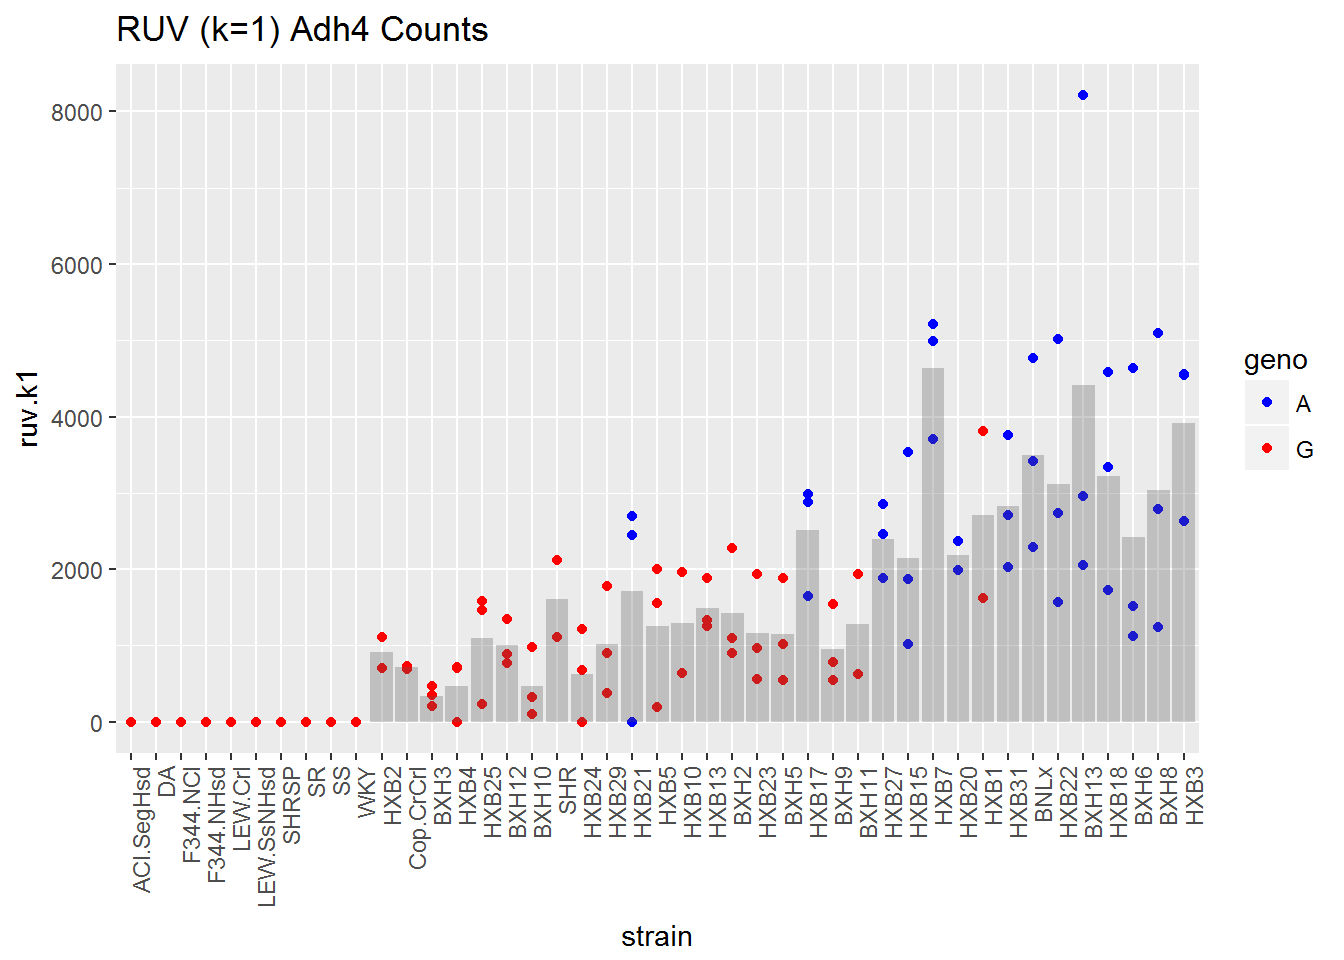 RUV (k=1) Adh4 Counts
8000
6000
4000
2000
0
ruv.k1
ACI.SegHsd
DA
F344.NCI
F344.NHsd
LEW.Crl
LEW.SsNHsd
SHRSP
SR
SS
WKY
HXB2
Cop.CrCrl
BXH3
HXB4
HXB25
BXH12
BXH10
SHR
HXB24
HXB29
HXB21
HXB5
HXB10
HXB13
BXH2
HXB23
BXH5
HXB17
BXH9
BXH11
HXB27
HXB15
HXB7
HXB20
HXB1
HXB31
BNLx
HXB22
BXH13
HXB18
BXH6
BXH8
HXB3
strain
geno
A
G